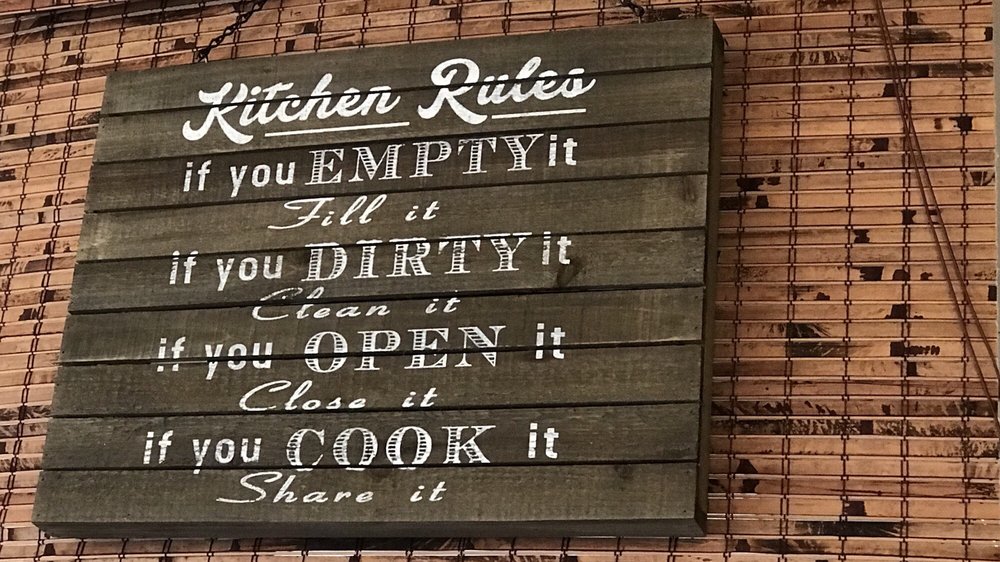 Kitchen Rules
if you EMPTY it
Fill it
if you DIRTY it
Clean it
if you OPEN it
Close it
if you COOK it
Share it